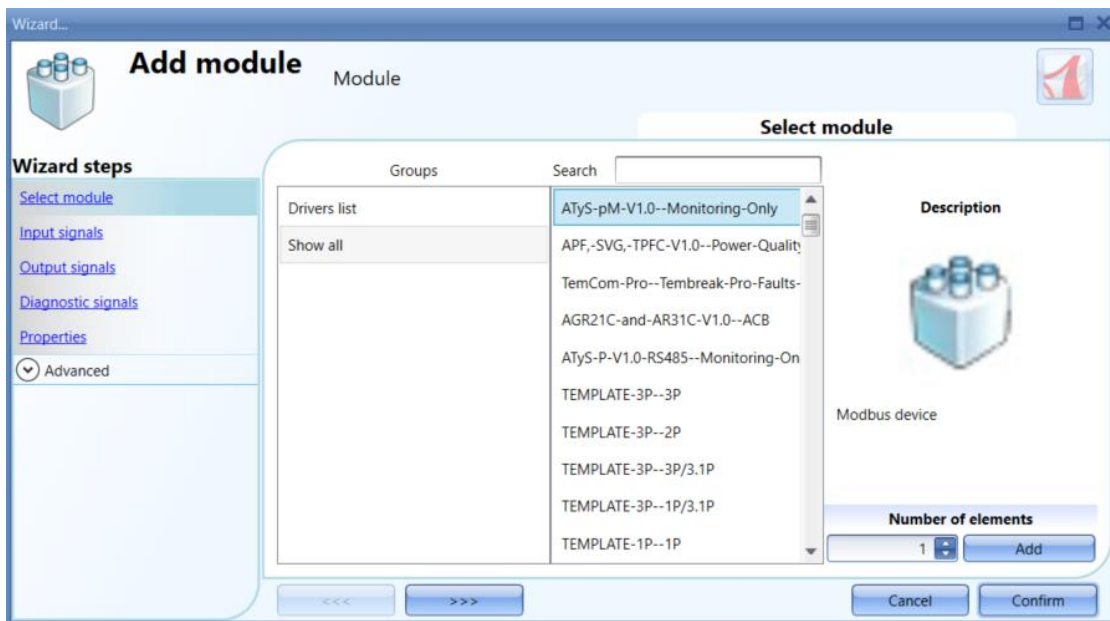 Wizard...
Add module
Module
Select module
Wizard steps
Select module
Input signals
Output signals
Diagnostic signals
Properties
Advanced
Groups
Drivers list
Show all
Search
ATyS-pM-V1.0--Monitoring-Only
APF,-SVG,-TPFC-V1.0--Power-Quality
TemCom-Pro--Tembreak-Pro-Faults-
AGR21C-and-AR31C-V1.0--ACB
ATyS-P-V1.0-RS485--Monitoring-On
TEMPLATE-3P--3P
TEMPLATE-3P--2P
TEMPLATE-3P--3P/3.1P
TEMPLATE-3P--1P/3.1P
TEMPLATE-1P--1P
Description
Modbus device
Number of elements
1
Add
<<<
>>>
Cancel
Confirm